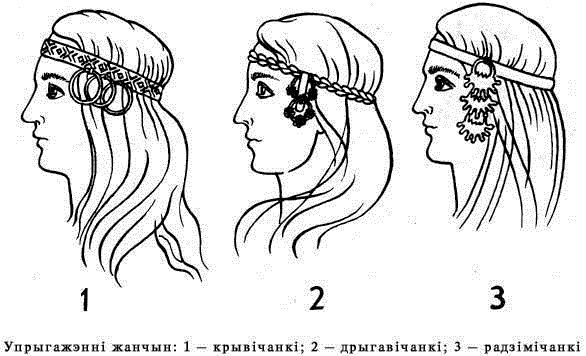 1 2 3
Упрыгажэнні жанчын: 1 — крывічанкі; 2 — дрыгавічанкі; 3 — радзімічанкі